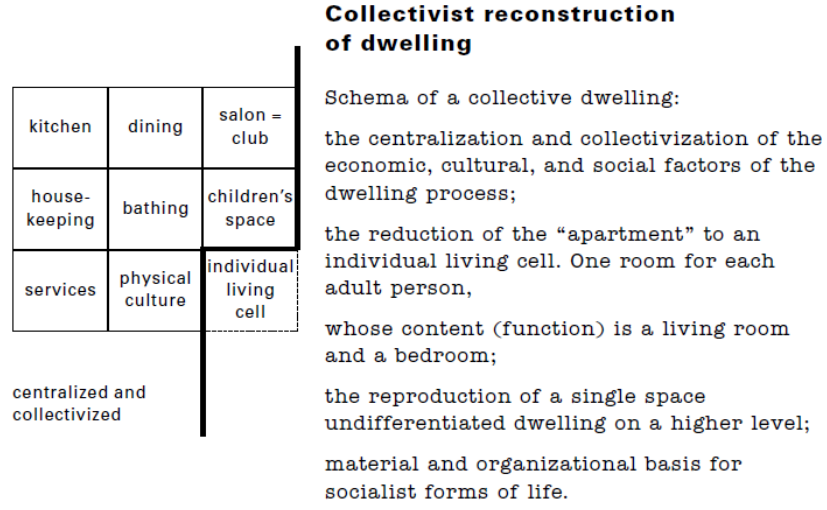 Collectivist reconstruction
of dwelling
kitchen
dining
salon =
club
house-
keeping
bathing
children's
space
services
physical
culture
individual
living
cell
centralized and
collectivized
Schema of a collective dwelling:
the centralization and collectivization of the
economic, cultural, and social factors of the
dwelling process;
the reduction of the “apartment” to an
individual living cell. One room for each
adult person,
whose content (function) is a living room
and a bedroom;
the reproduction of a single space
undifferentiated dwelling on a higher level;
material and organizational basis for
socialist forms of life.